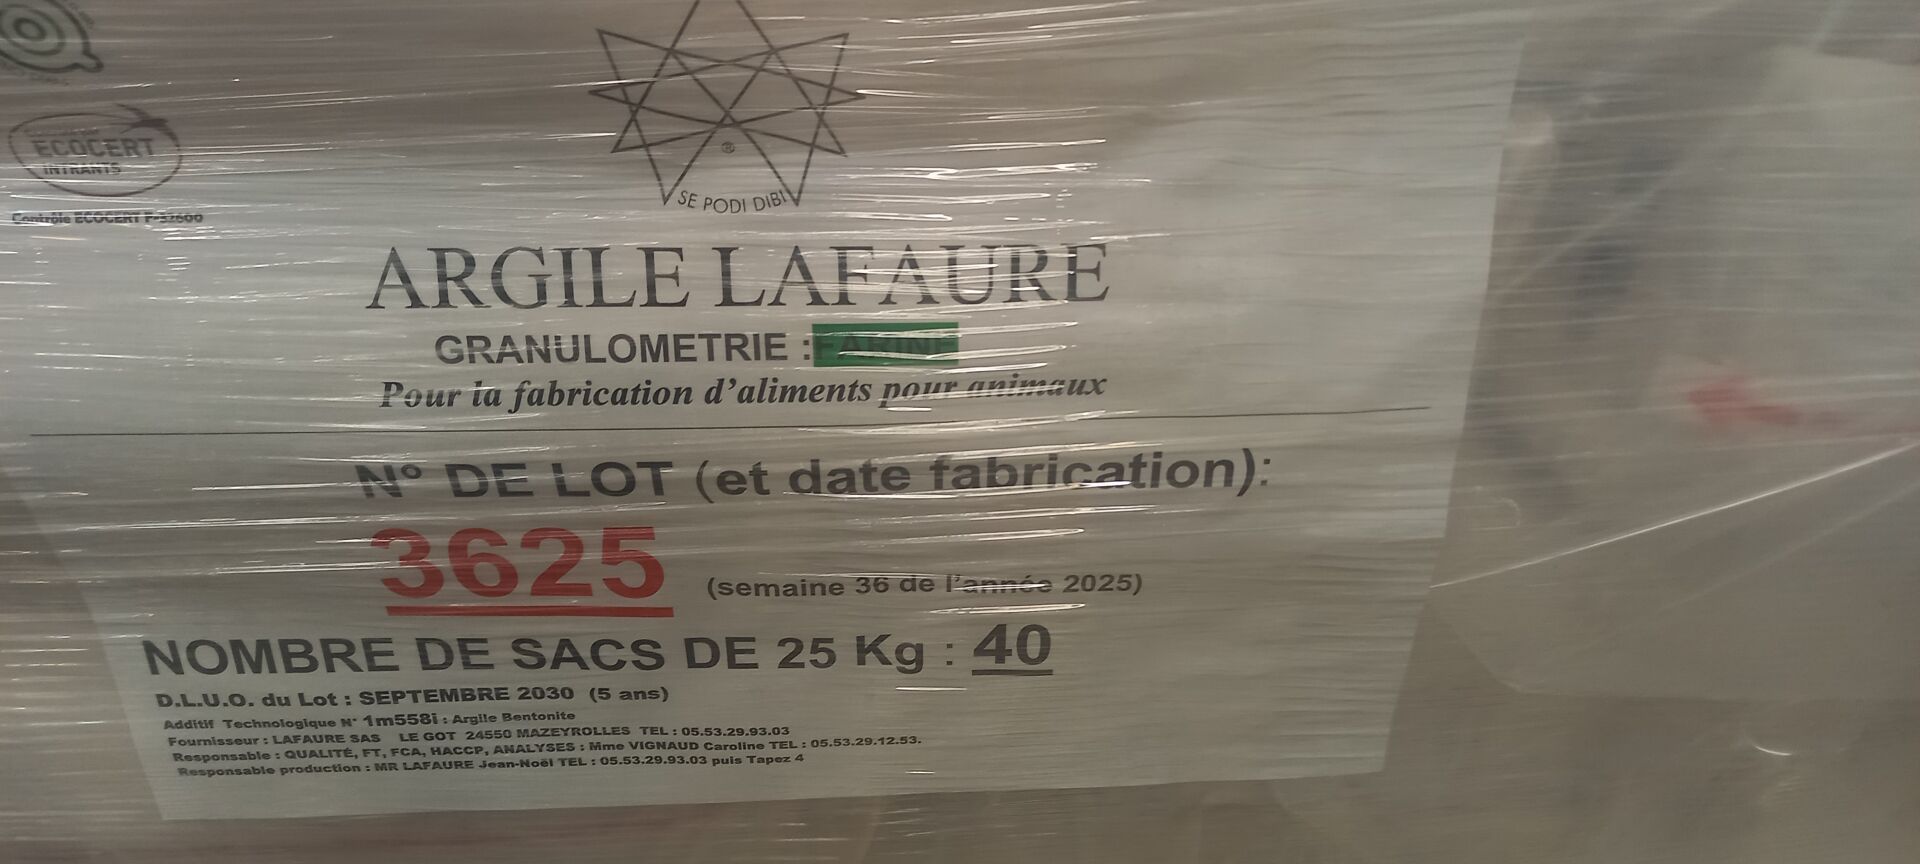 ECOCERT
INTRANTS
Contrôle ECOCERT F-32600
®
SE PODI DIBI
ARGILE LAFAURE
GRANULOMETRIE : FARINE
Pour la fabrication d'aliments pour animaux
N° DE LOT (et date fabrication):
3625 (semaine 36 de l'année 2025)
NOMBRE DE SACS DE 25 Kg : 40
D.L.U.O. du Lot : SEPTEMBRE 2030 (5 ans)
Additif Technologique N° 1m558i : Argile Bentonite
Fournisseur : LAFAURE SAS LE GOT 24550 MAZEYROLLES TEL : 05.53.29.93.03
Responsable : QUALITÉ, FT, FCA, HACCP, ANALYSES : Mme VIGNAUD Caroline TEL : 05.53.29.12.53.
Responsable production : MR LAFAURE Jean-Noël TEL : 05.53.29.93.03 puis Tapez 4